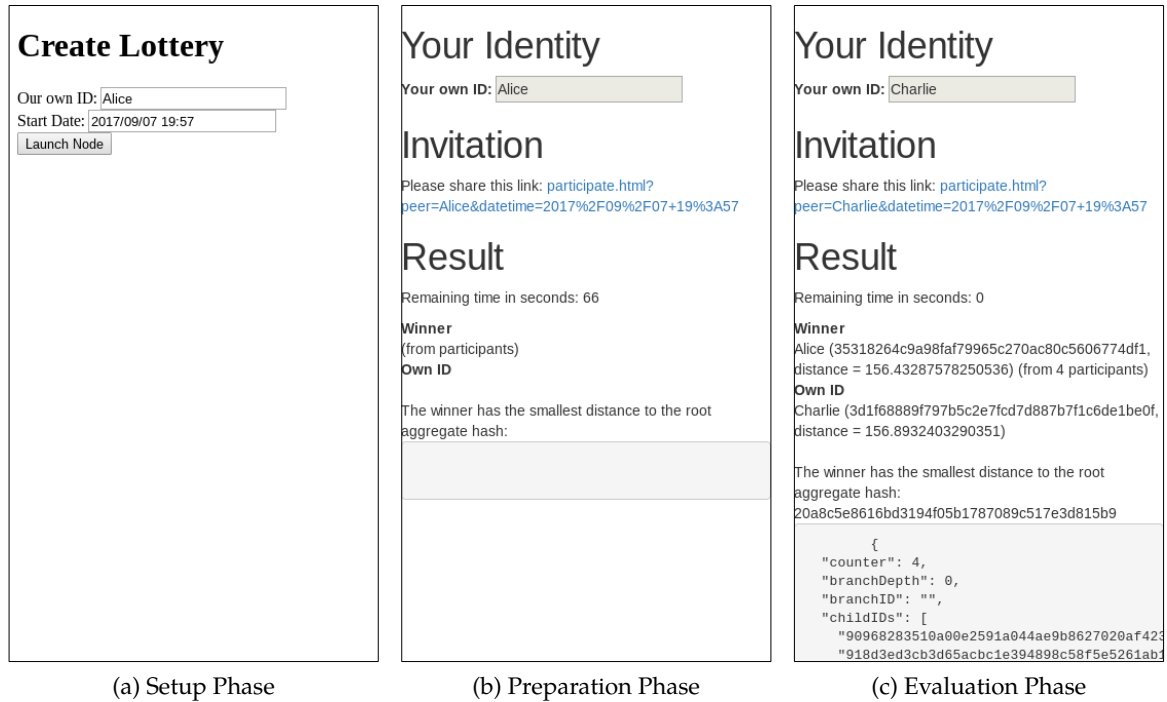 Create Lottery
Our own ID: Alice
Start Date: 2017/09/07 19:57
Launch Node
(a) Setup Phase
Your Identity
Your own ID: Alice
Invitation
Please share this link: participate.html?
peer=Alice&datetime=2017%2F09%2F07+19%3A57
Result
Remaining time in seconds: 66
Winner
(from participants)
Own ID
The winner has the smallest distance to the root
aggregate hash:
(b) Preparation Phase
Your Identity
Your own ID: Charlie
Invitation
Please share this link: participate.html?
peer=Charlie&datetime=2017%2F09%2F07+19%3A57
Result
Remaining time in seconds: 0
Winner
Alice (35318264c9a98faf79965c270ac80c5606774df1,
distance = 156.43287578250536) (from 4 participants)
Own ID
Charlie (3d1f68889f797b5c2e7fcd7d887b7f1c6de1be0f,
distance = 156.8932403290351)
The winner has the smallest distance to the root
aggregate hash:
20a8c5e8616bd3194f05b1787089c517e3d815b9
{
"counter": 4,
"branchDepth": 0,
"branchID": "",
"childIDs": [
"90968283510a00e2591a044ae9b8627020af423
"918d3ed3cb3d65acbc1e394898c58f5e5261ab1
(c) Evaluation Phase